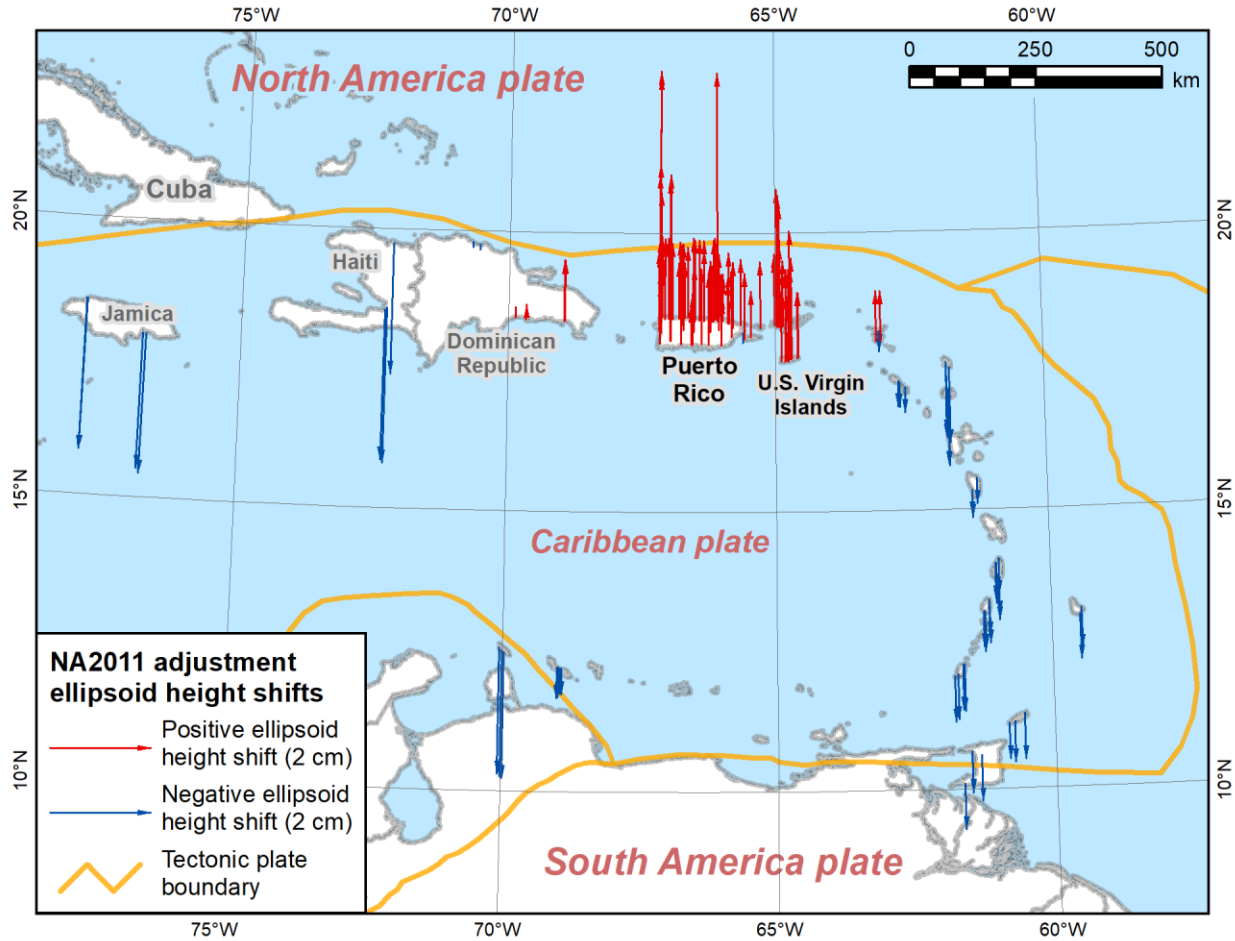 75°W
70°W
65°W
60°W
0 250 500
km
North America plate
Cuba
20°N
20°N
Haiti
Jamica
Dominican
Republic
Puerto
Rico
U.S. Virgin
Islands
15°N
15°N
Caribbean plate
NA2011 adjustment
ellipsoid height shifts
Positive ellipsoid
height shift (2 cm)
Negative ellipsoid
height shift (2 cm)
Tectonic plate
boundary
10°N
10°N
South America plate
75°W
70°W
65°W
60°W